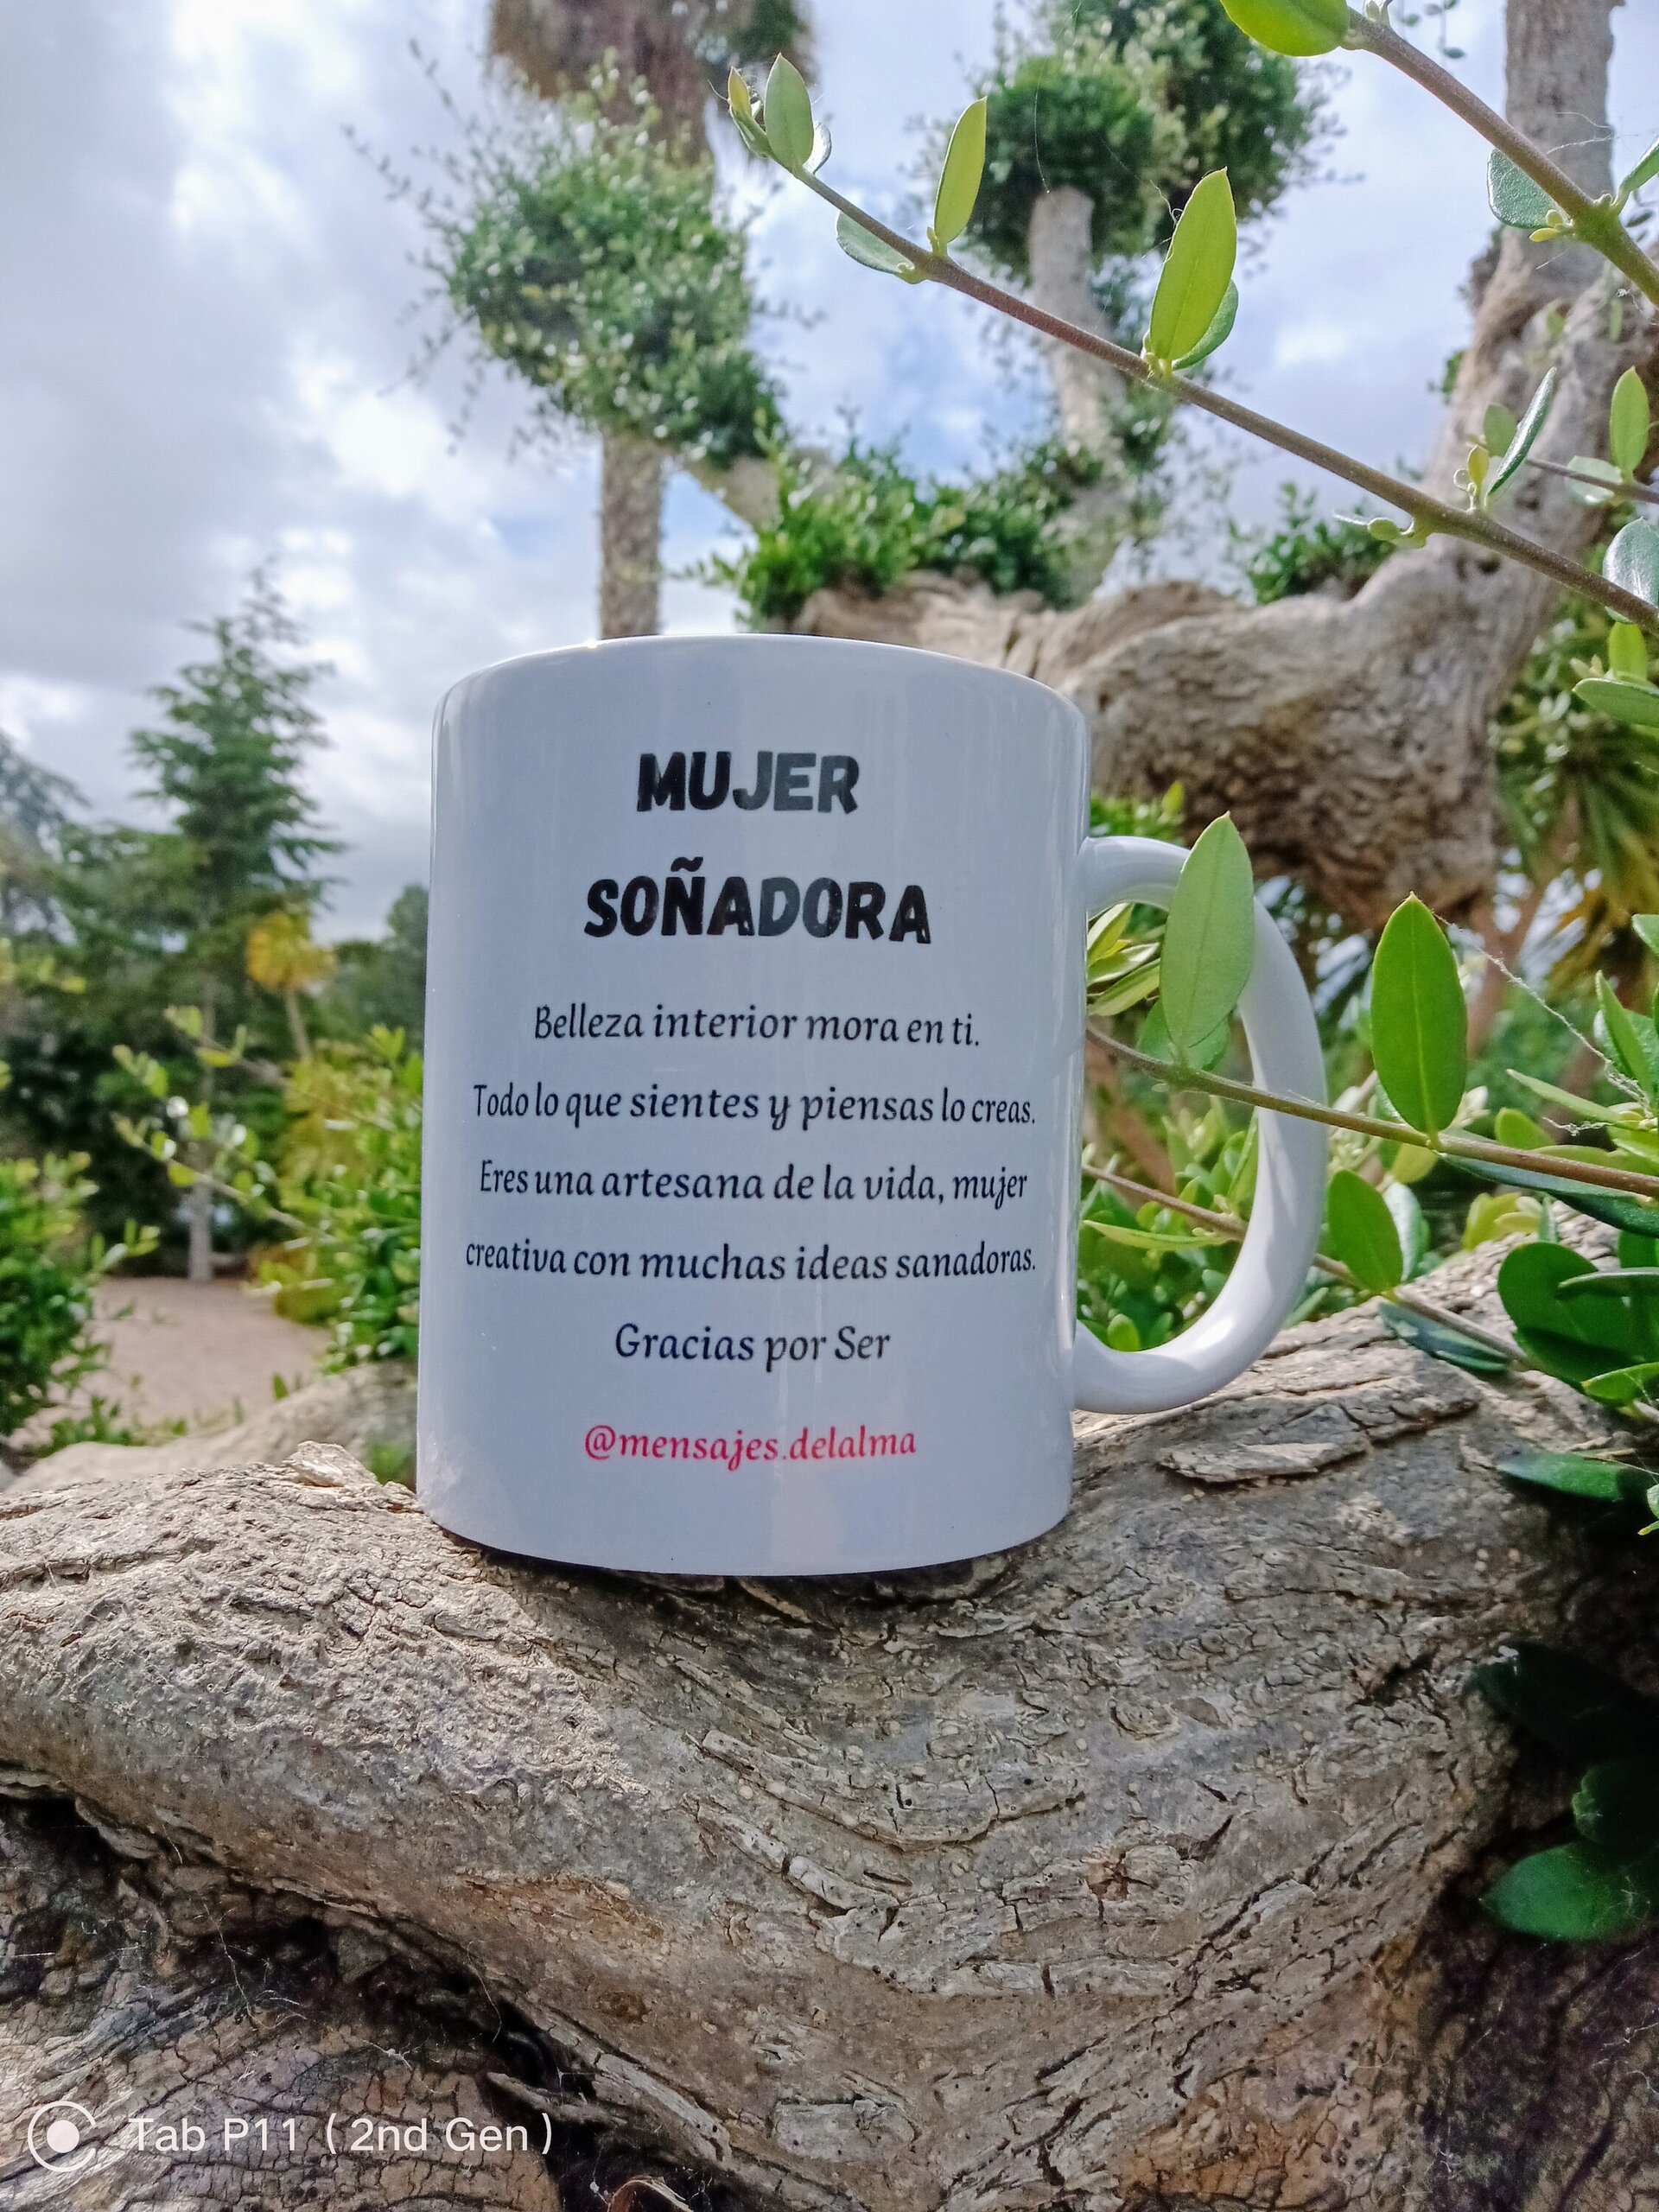 MUJER
SOÑADORA
Belleza interior mora en ti.
Todo lo que sientes y piensas lo creas.
Eres una artesana de la vida, mujer
creativa con muchas ideas sanadoras.
Gracias por Ser
@mensajes.delalma
Tab P11 (2nd Gen)